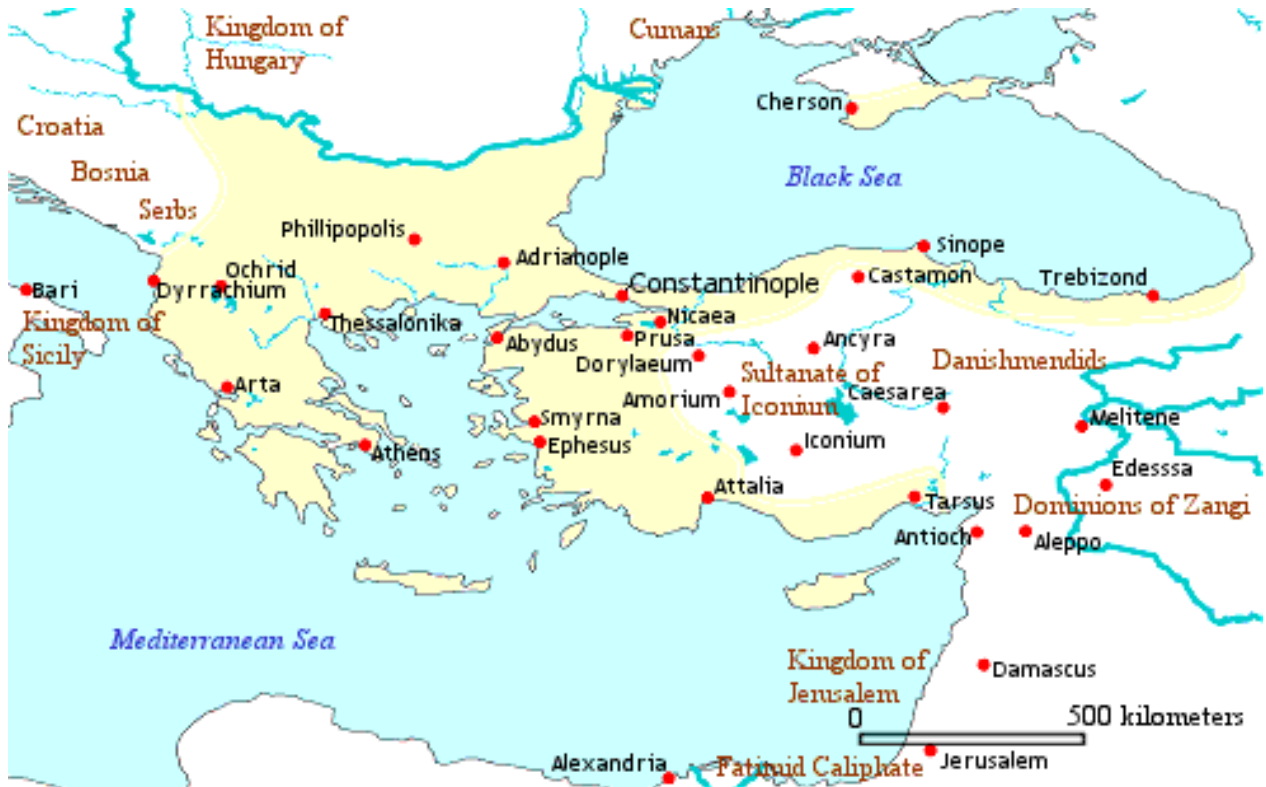 Kingdom of
Hungary
Cumans
Cherson
Croatia
Bosnia
Black Sea
Serbs
Phillipopolis
Adrianople
Sinope
Ochrid
Castamon
Trebizond
Constantinople
Bari
Dyrrachium
Kingdom of
Sicily
Thessalonika
Nicaea
Abydus
Prusa
Ancyra
Dorylaeum
Danishmendids
Sultanate of
Iconium
Arta
Amorium
Caesarea
Smyrna
Melitene
Ephesus
Iconium
Athens
Edesssa
Attalia
Tarsus
Dominions of Zangi
Antioch
Aleppo
Mediterranean Sea
Kingdom of
Jerusalem
Damascus
0 500 kilometers
Alexandria
Fatimid Caliphate
Jerusalem